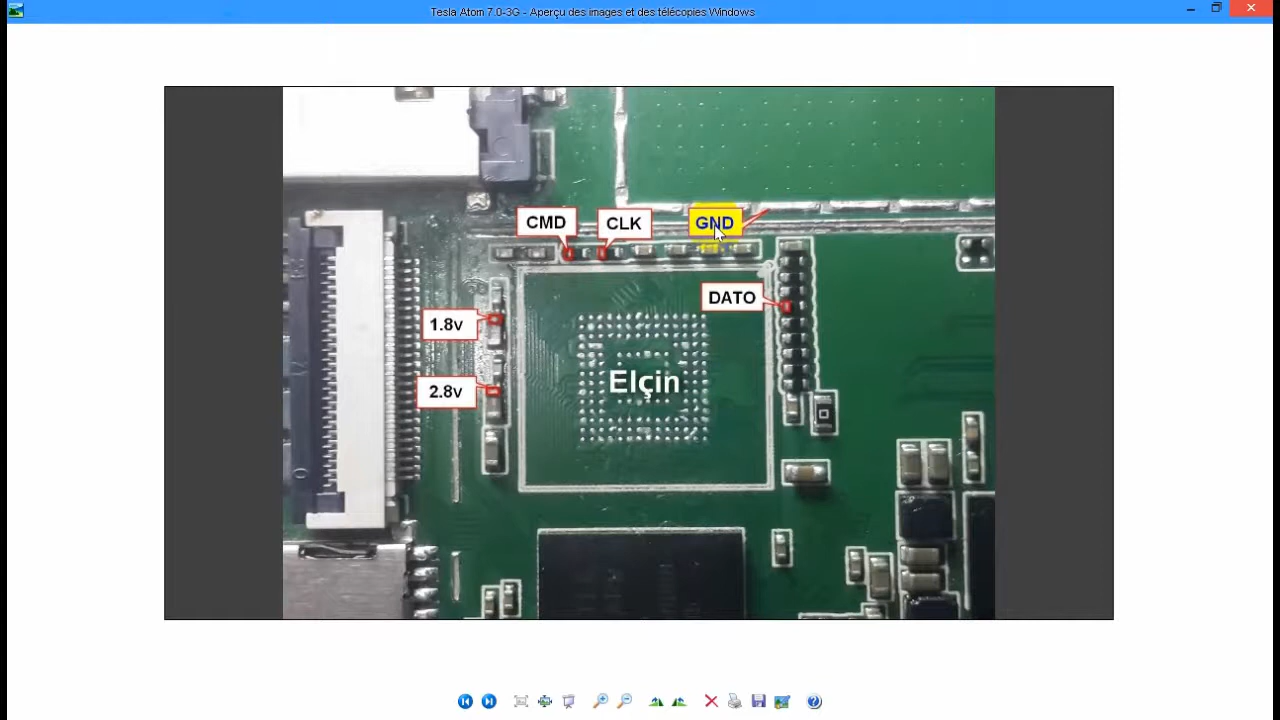 Tesla Atom 7.0-3G - Aperçu des images et des télécopies Windows
CMD
CLK
GND
DATO
1.8v
2.8v
Elçin